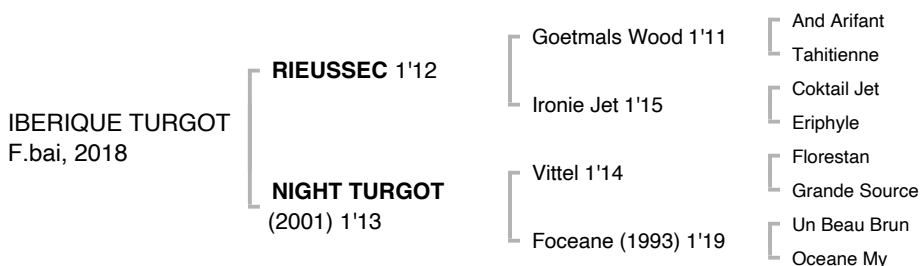 IBERIQUE TURGOT
F.bai, 2018
RIEUSSEC 1'12
NIGHT TURGOT
(2001) 1'13
Goetmals Wood 1'11
Ironie Jet 1'15
Vittel 1'14
Foceane (1993) 1'19
And Arifant
Tahitienne
Coktail Jet
Eriphyle
Florestan
Grande Source
Un Beau Brun
Oceane My